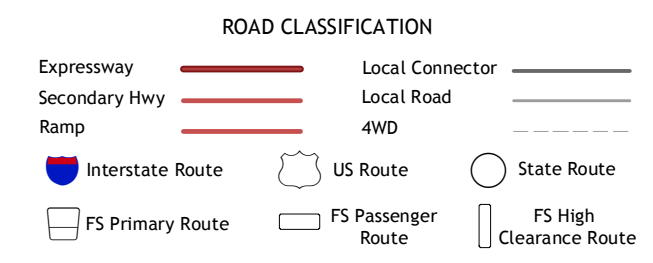 ROAD CLASSIFICATION
Expressway
Local Connector
Secondary Hwy
Local Road
Ramp
4WD
Interstate Route
US Route
State Route
FS Primary Route
FS Passenger
Route
FS High
Clearance Route